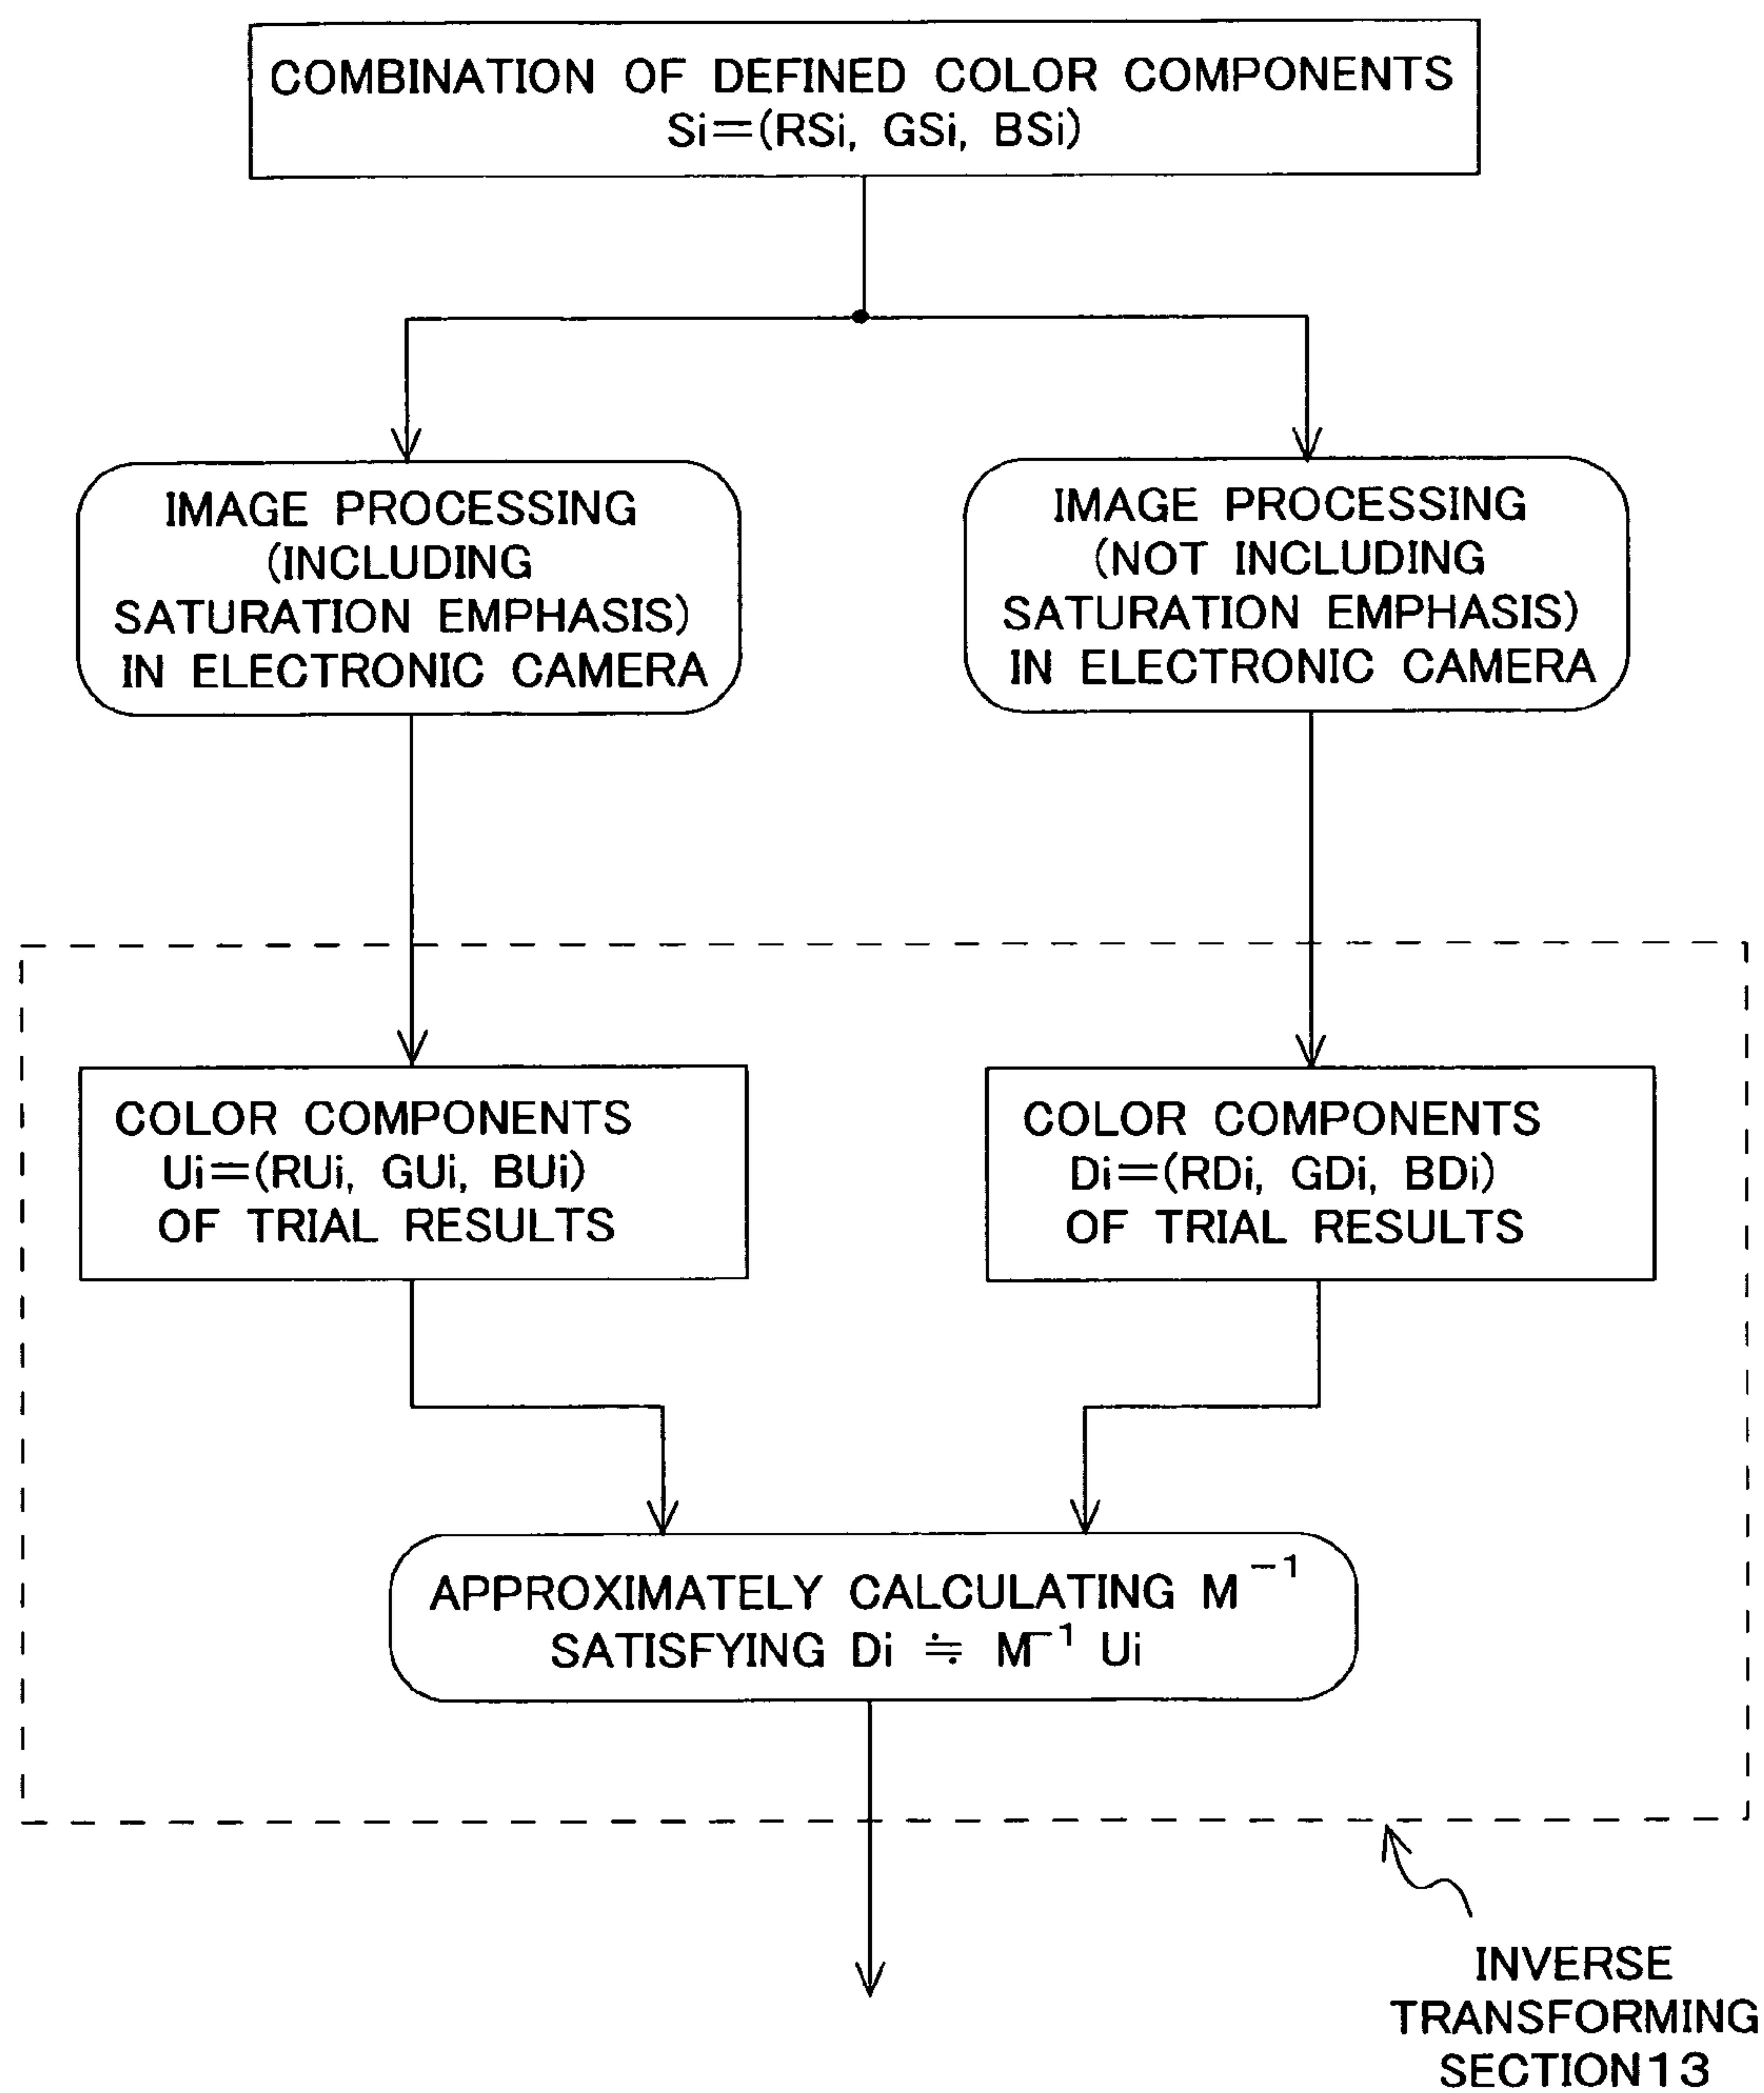 COMBINATION OF DEFINED COLOR COMPONENTS
Si=(RSi, GSi, BSi)
IMAGE PROCESSING
(INCLUDING
SATURATION EMPHASIS)
IN ELECTRONIC CAMERA
IMAGE PROCESSING
(NOT INCLUDING
SATURATION EMPHASIS)
IN ELECTRONIC CAMERA
COLOR COMPONENTS
Ui=(RUi, GUi, BUi)
OF TRIAL RESULTS
COLOR COMPONENTS
Di=(RDi, GDi, BDi)
OF TRIAL RESULTS
APPROXIMATELY CALCULATING M⁻¹
SATISFYING Di ≒ M⁻¹ Ui
INVERSE
TRANSFORMING
SECTION13